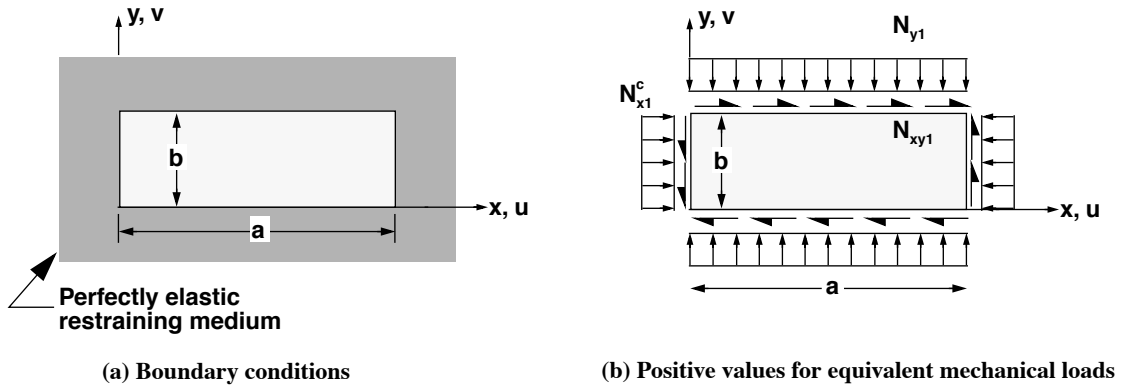 y, v
b
x, u
a
Perfectly elastic
restraining medium
(a) Boundary conditions
y, v
N_y1
N^c_x1
N_xy1
b
x, u
a
(b) Positive values for equivalent mechanical loads